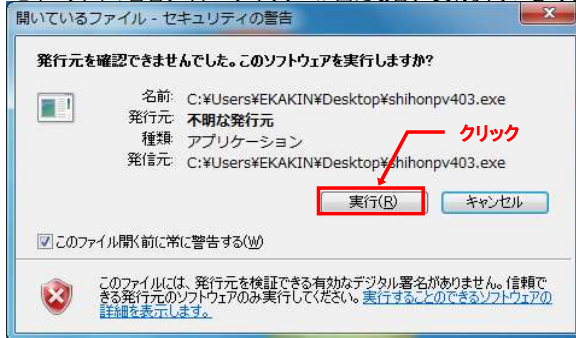 開いているファイル - セキュリティの警告
発行元を確認できませんでした。このソフトウェアを実行しますか?
名前: C:¥Users¥EKAKIN¥Desktop¥shihonpv403.exe
発行元: 不明な発行元
種類: アプリケーション
発信元: C:¥Users¥EKAKIN¥Desktop¥shihonpv403.exe
クリック
実行(R) キャンセル
このファイル開く前に常に警告する(W)
このファイルには、発行元を検証できる有効なデジタル署名がありません。信頼で
きる発行元のソフトウェアのみ実行してください。実行することのできるソフトウェアの
詳細を表示します。